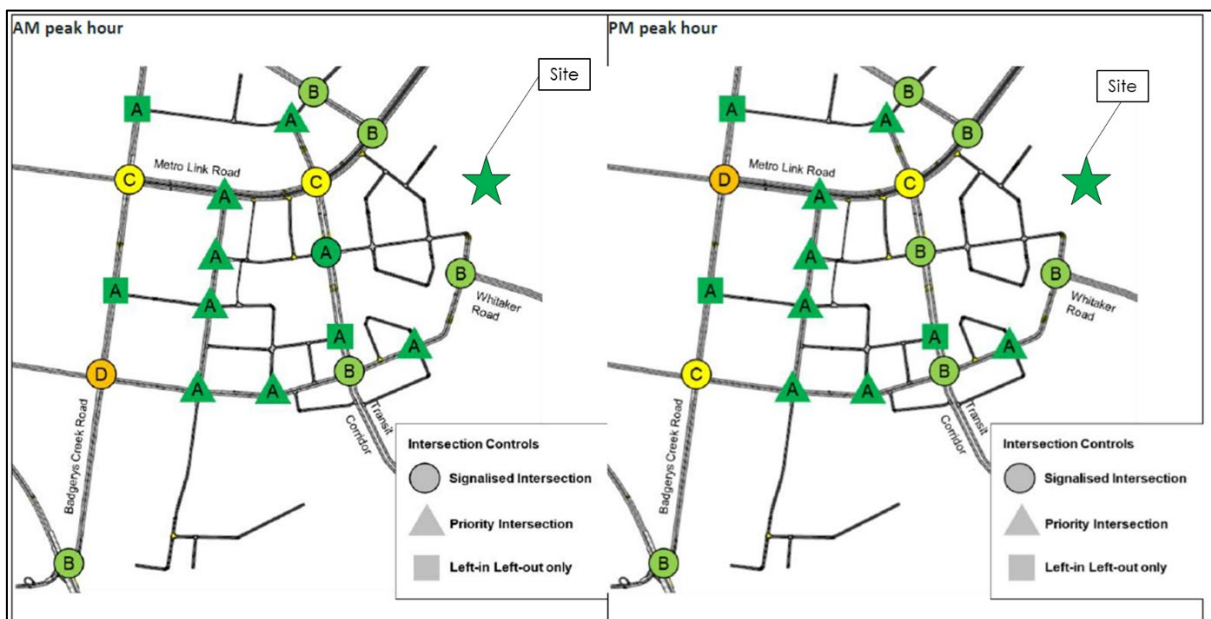 AM peak hour
Site
B
A
A
B
Metro Link Road
C
C
A
A
A
B
A
A
Whitaker
Road
A
A
D
B
A
A
Badgerys Creek Road
Transit
Corridor
B
Intersection Controls
Signalised Intersection
Priority Intersection
Left-in Left-out only
PM peak hour
Site
B
A
A
B
Metro Link Road
D
C
A
A
B
B
A
A
Whitaker
Road
A
A
C
B
A
A
Badgerys Creek Road
Transit
Corridor
B
Intersection Controls
Signalised Intersection
Priority Intersection
Left-in Left-out only